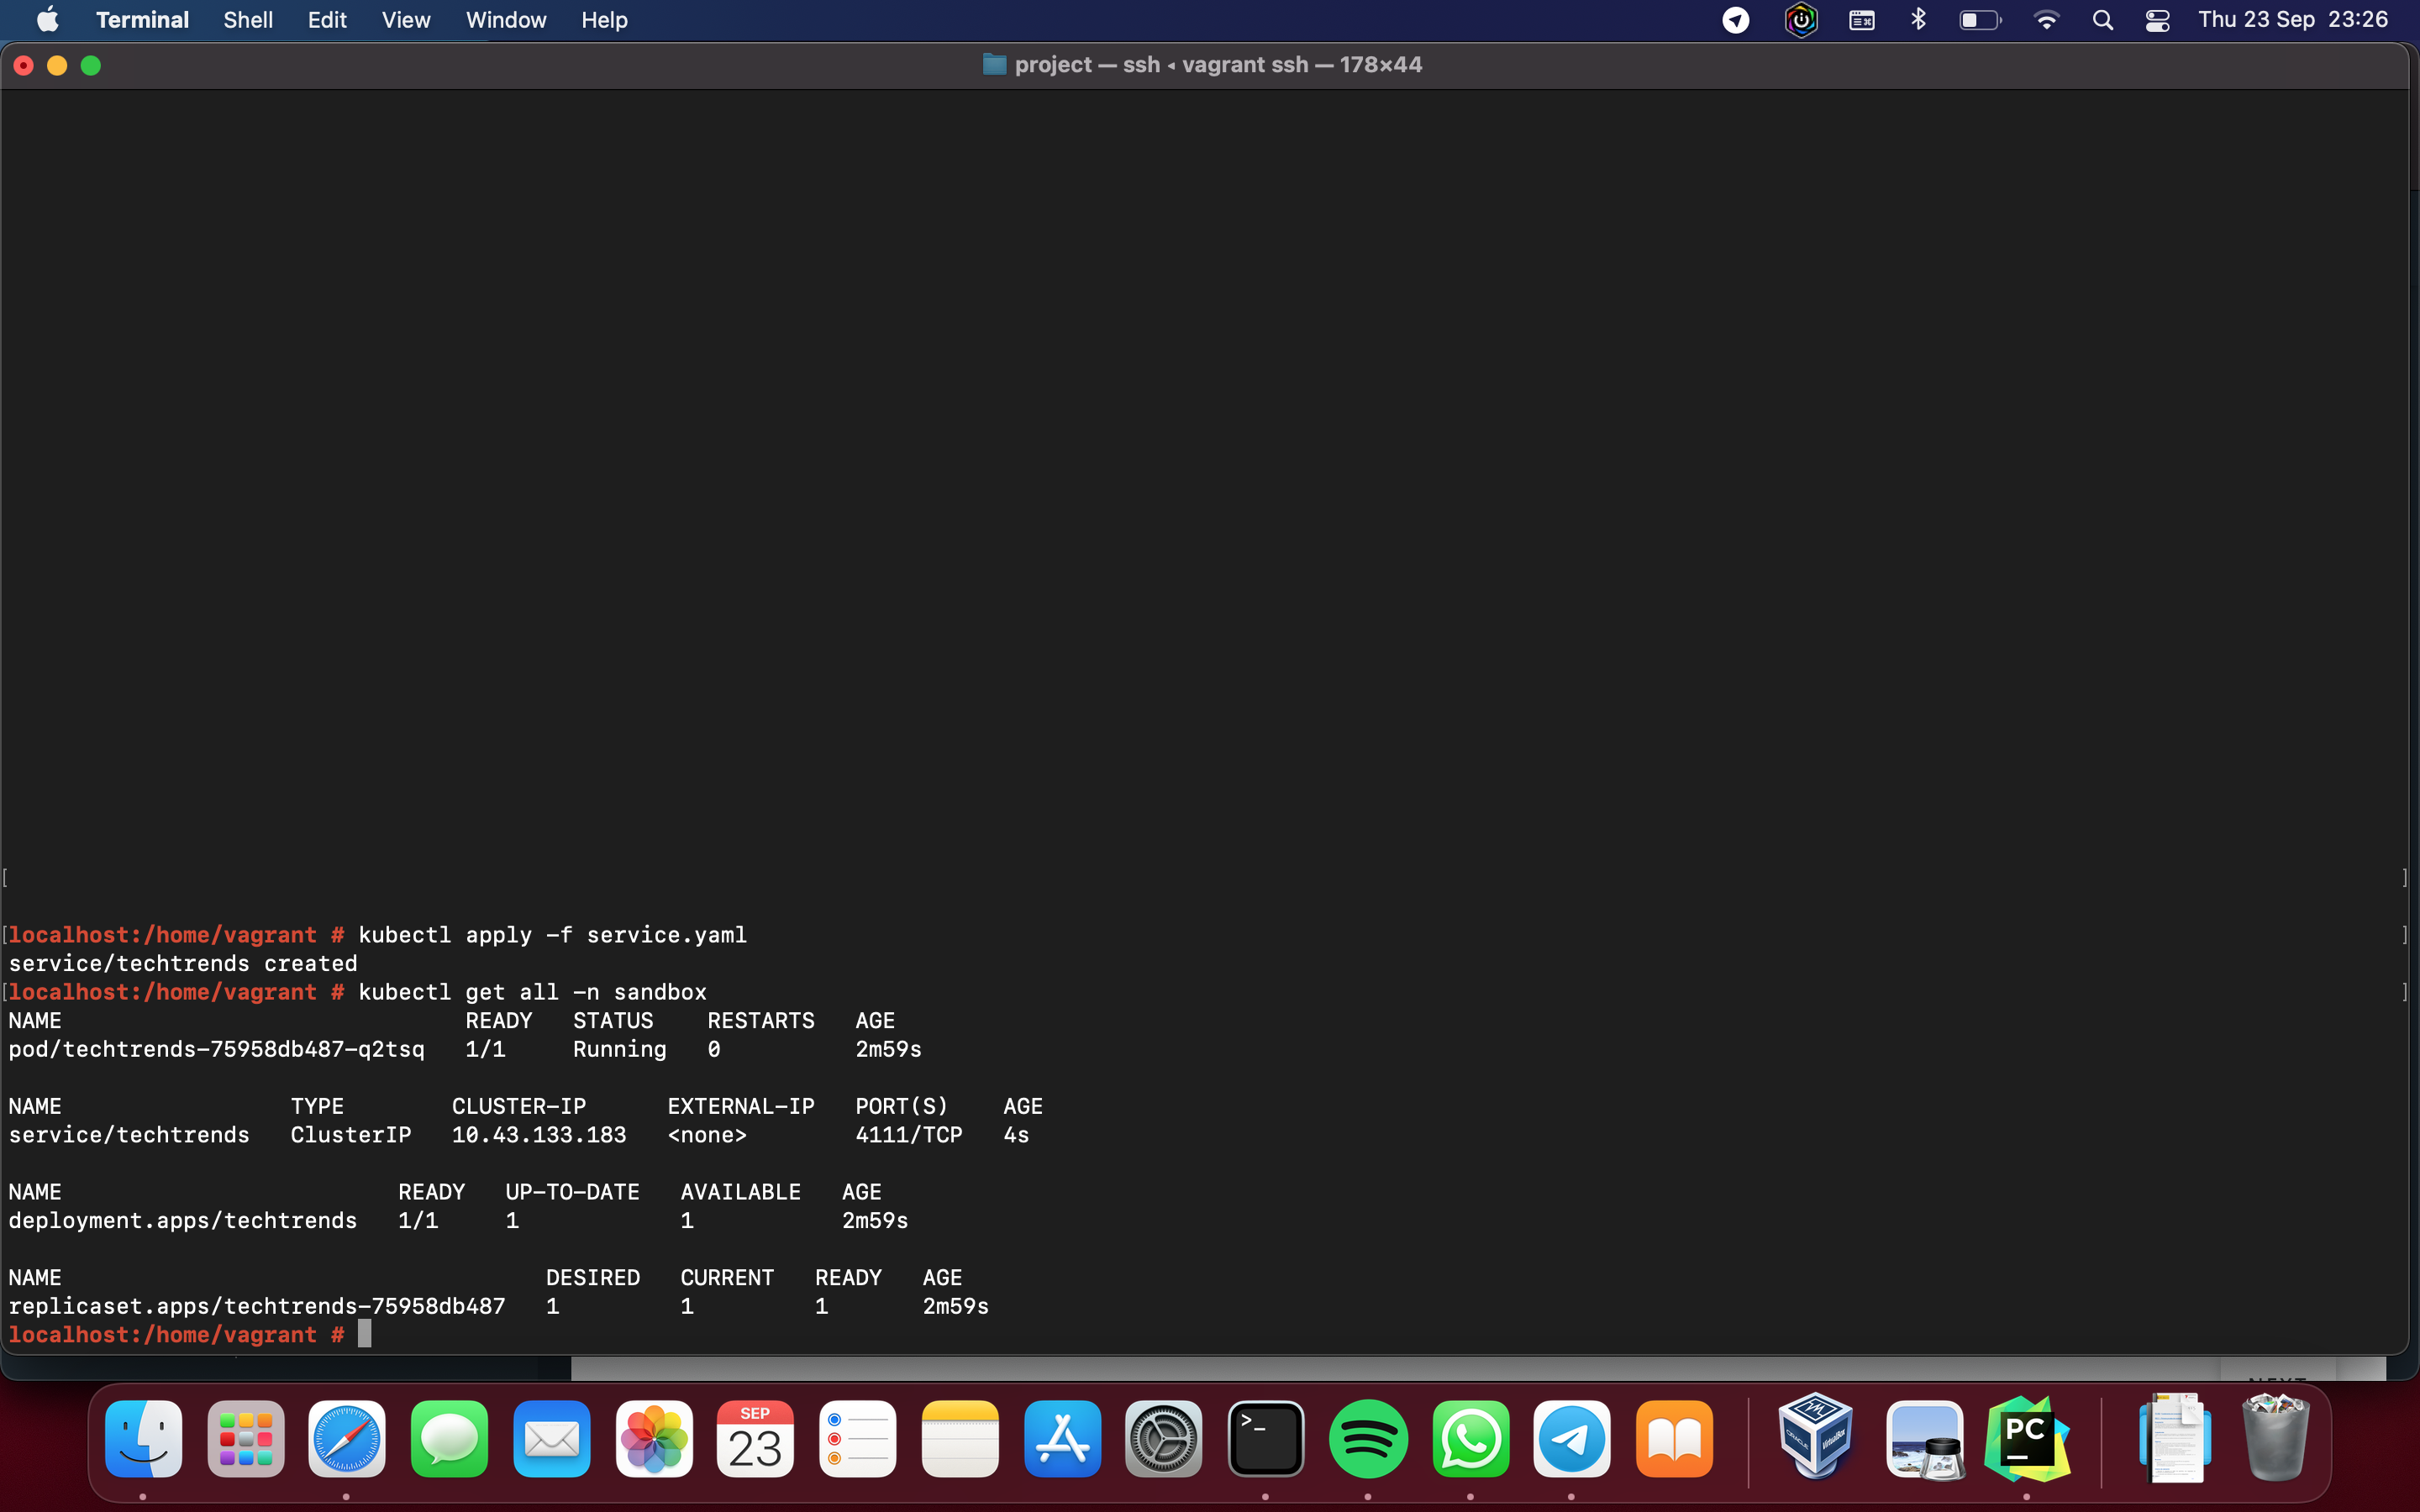 Terminal Shell Edit View Window Help Thu 23 Sep 23:26
project — ssh ◂ vagrant ssh — 178×44
[ ]
[localhost:/home/vagrant # kubectl apply -f service.yaml ]
service/techtrends created
[localhost:/home/vagrant # kubectl get all -n sandbox ]
NAME READY STATUS RESTARTS AGE
pod/techtrends-75958db487-q2tsq 1/1 Running 0 2m59s
NAME TYPE CLUSTER-IP EXTERNAL-IP PORT(S) AGE
service/techtrends ClusterIP 10.43.133.183 <none> 4111/TCP 4s
NAME READY UP-TO-DATE AVAILABLE AGE
deployment.apps/techtrends 1/1 1 1 2m59s
NAME DESIRED CURRENT READY AGE
replicaset.apps/techtrends-75958db487 1 1 1 2m59s
localhost:/home/vagrant #
SEP
23
>_
ORACLE VirtualBox
PC